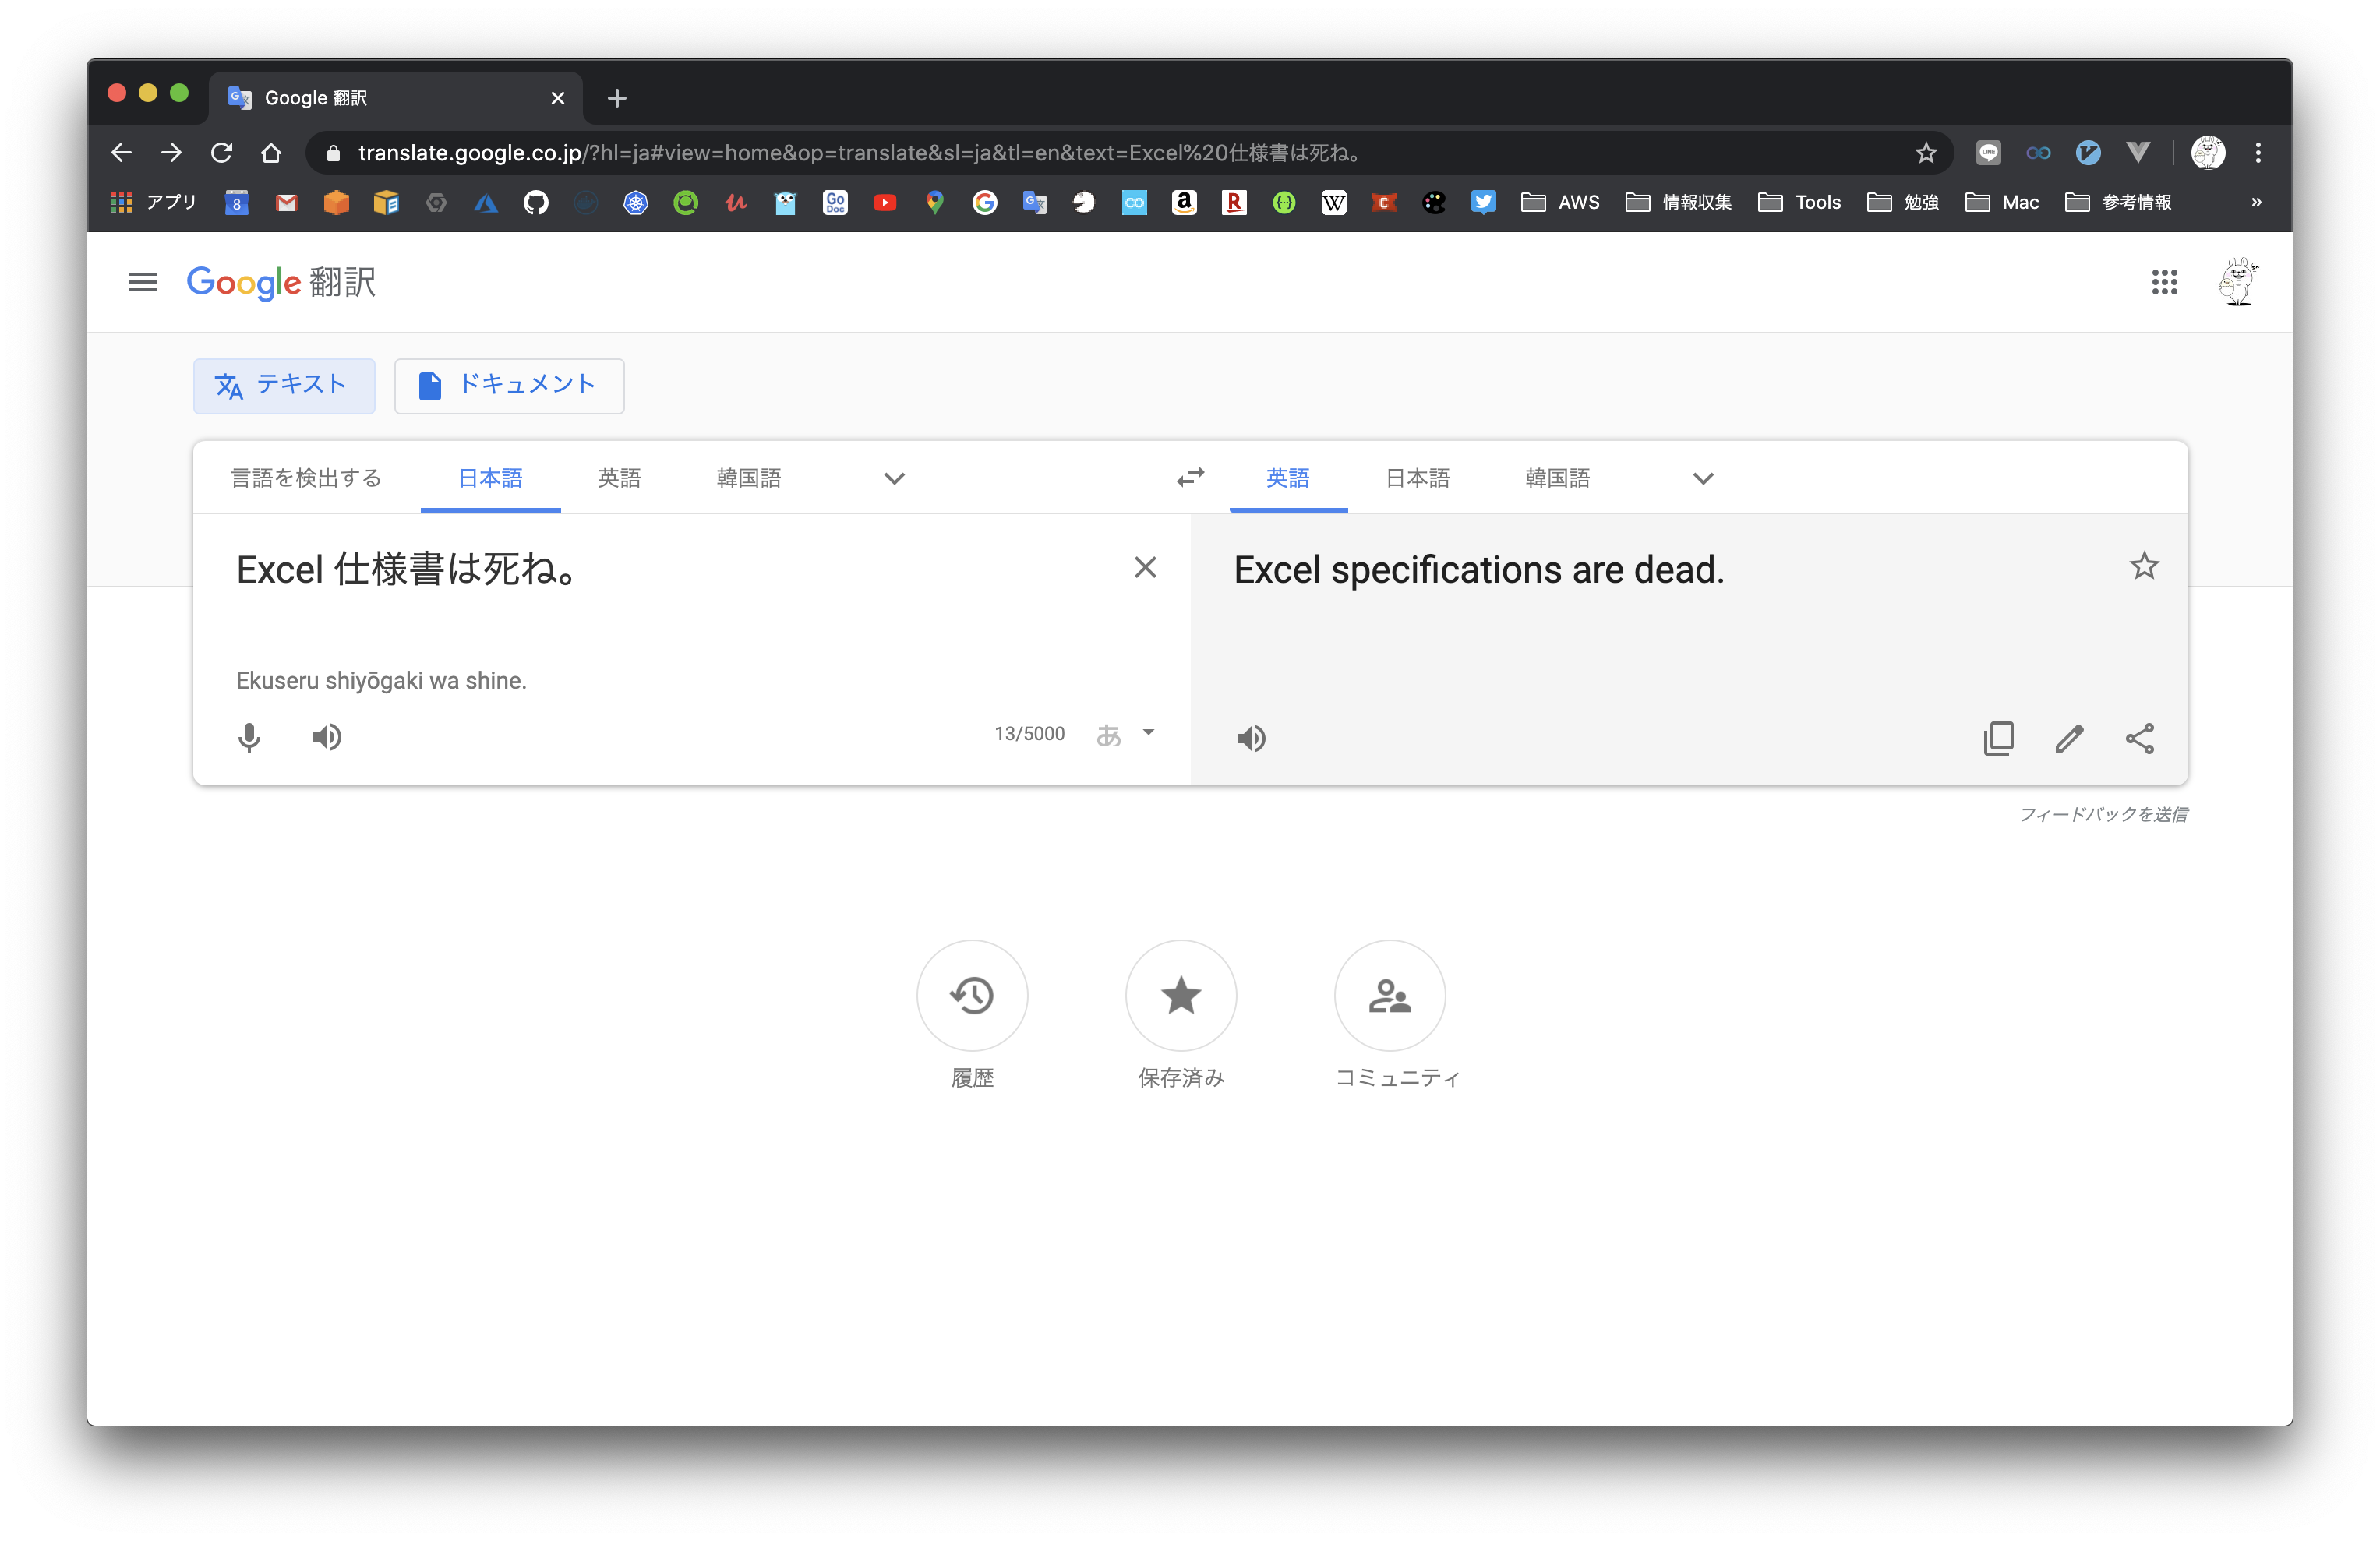 Google 翻訳
translate.google.co.jp/?hl=ja#view=home&op=translate&sl=ja&tl=en&text=Excel%20仕様書は死ね。
LINE
アプリ
8
Go
Doc
AWS
情報収集
Tools
勉強
Mac
参考情報
»
Google 翻訳
テキスト
ドキュメント
言語を検出する
日本語
英語
韓国語
英語
日本語
韓国語
Excel 仕様書は死ね。
Excel specifications are dead.
Ekuseru shiyōgaki wa shine.
13/5000
あ
フィードバックを送信
履歴
保存済み
コミュニティ